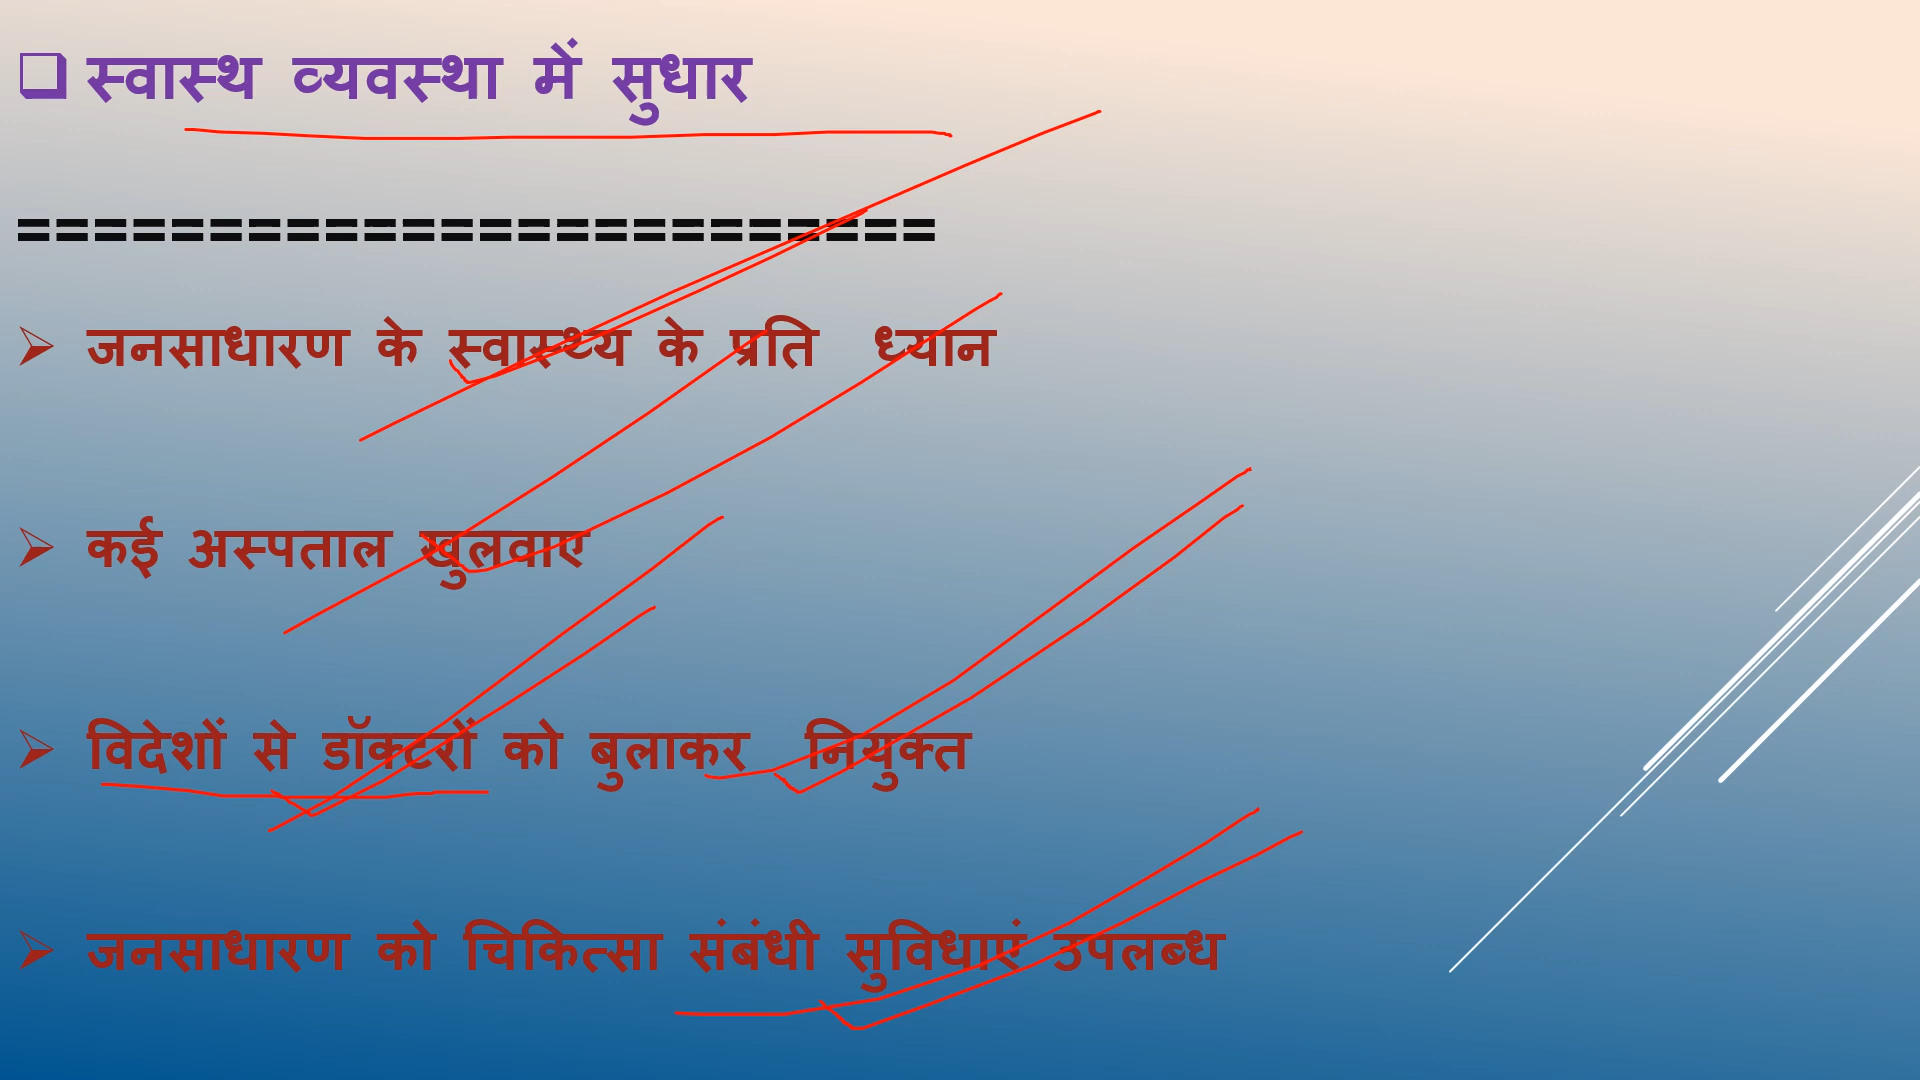 ❑ स्वास्थ व्यवस्था में सुधार
========================
➢ जनसाधारण के स्वास्थ्य के प्रति ध्यान
➢ कई अस्पताल खुलवाए
➢ विदेशों से डॉक्टरों को बुलाकर नियुक्त
➢ जनसाधारण को चिकित्सा संबंधी सुविधाएं उपलब्ध